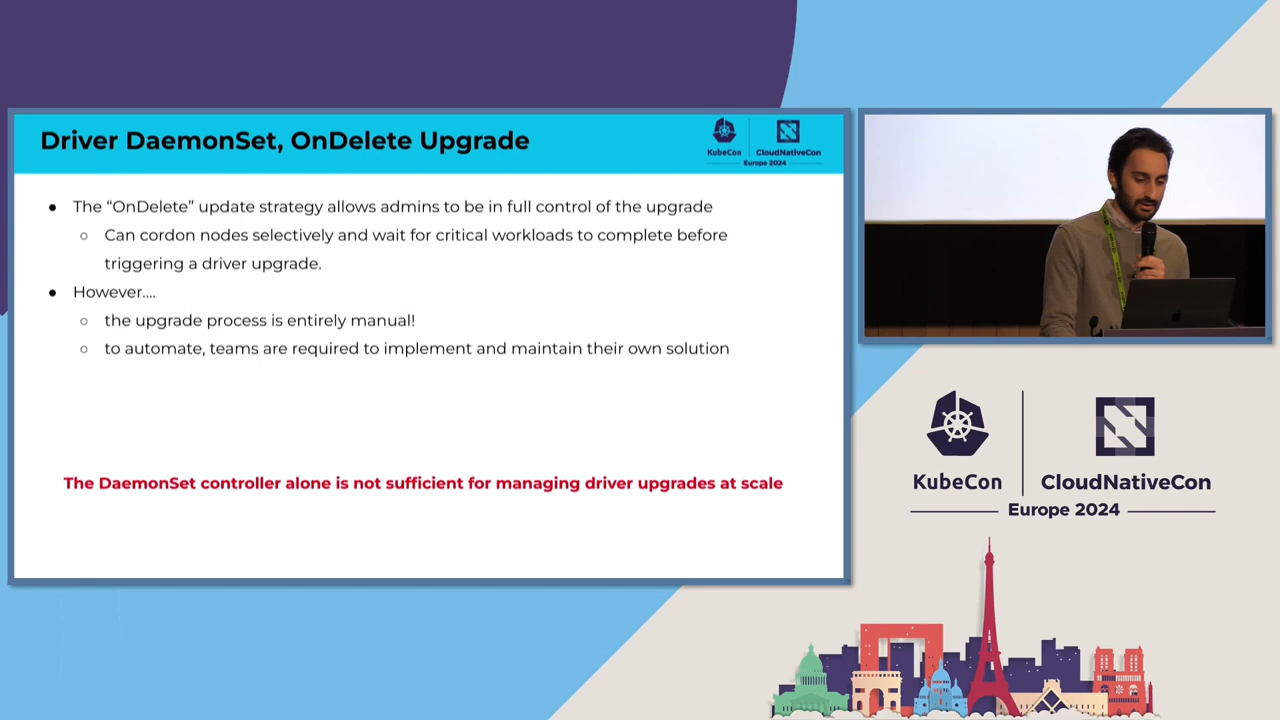 Driver DaemonSet, OnDelete Upgrade
KubeCon
CloudNativeCon
Europe 2024
● The “OnDelete” update strategy allows admins to be in full control of the upgrade
○ Can cordon nodes selectively and wait for critical workloads to complete before
triggering a driver upgrade.
● However....
○ the upgrade process is entirely manual!
○ to automate, teams are required to implement and maintain their own solution
The DaemonSet controller alone is not sufficient for managing driver upgrades at scale
KubeCon
CloudNativeCon
Europe 2024